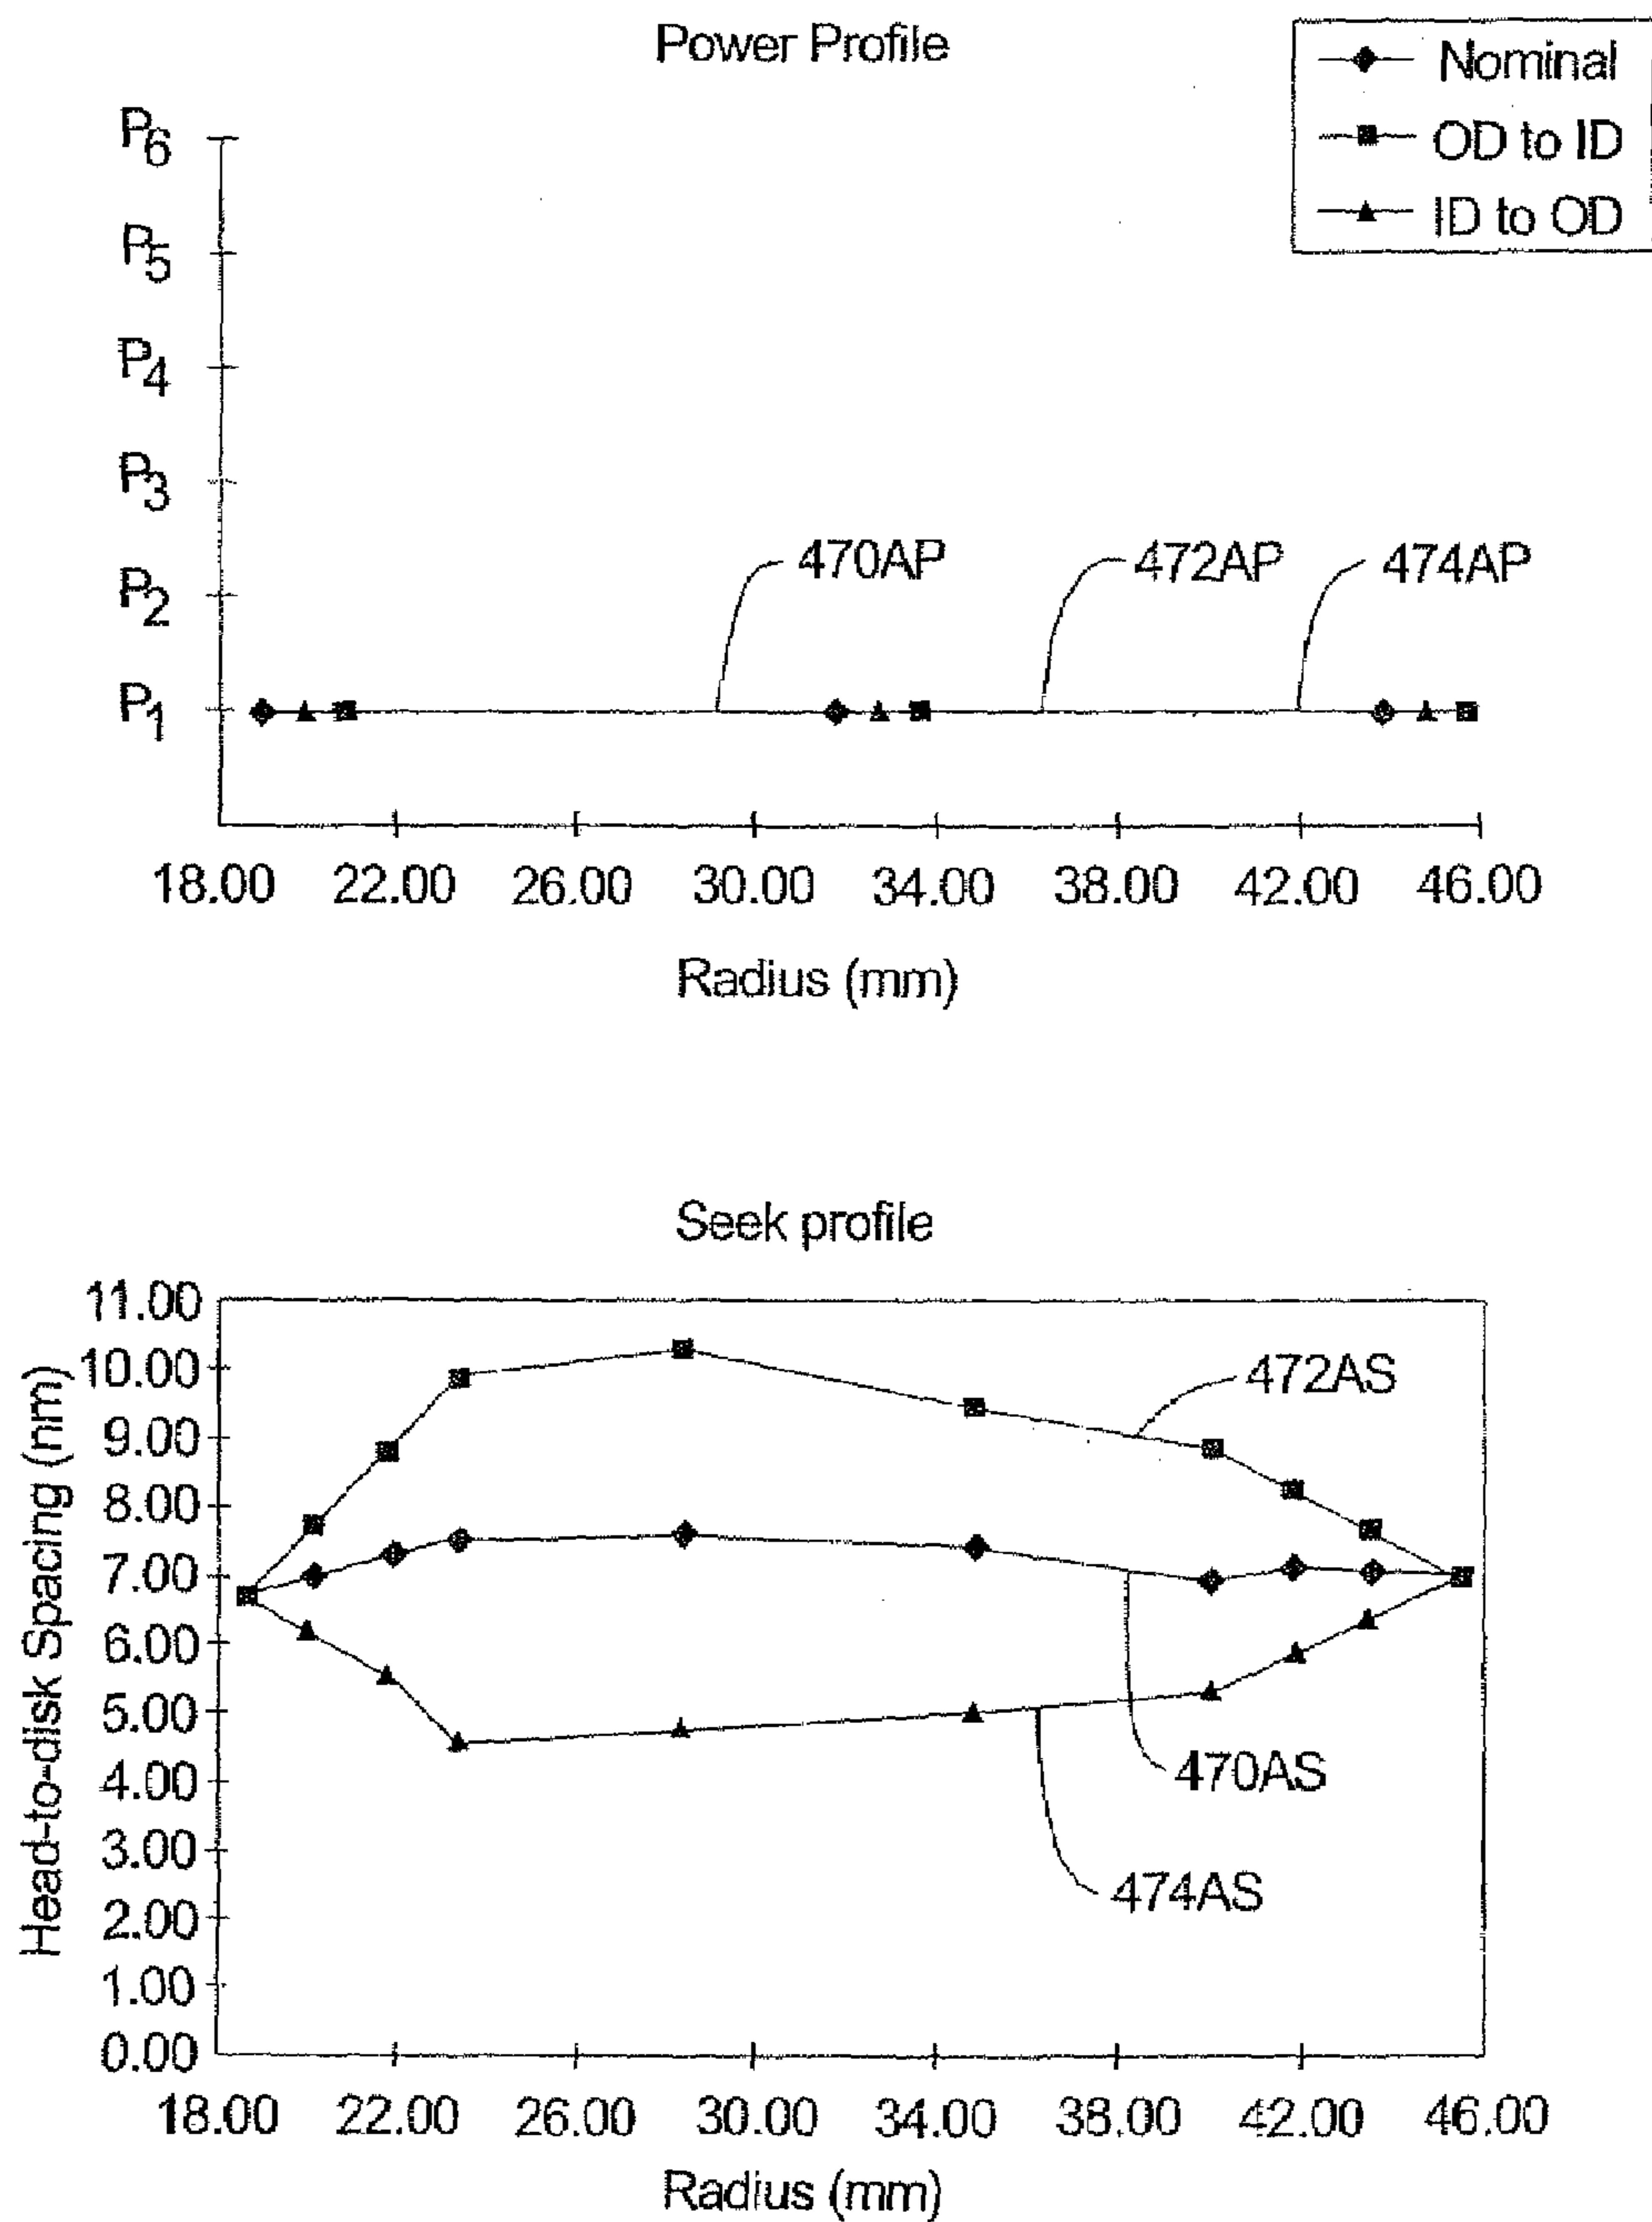 Power Profile
Nominal
OD to ID
ID to OD
P6
P5
P4
P3
P2
P1
470AP
472AP
474AP
18.00 22.00 26.00 30.00 34.00 38.00 42.00 46.00
Radius (mm)
Seek profile
Head-to-disk Spacing (nm)
11.00
10.00
9.00
8.00
7.00
6.00
5.00
4.00
3.00
2.00
1.00
0.00
472AS
470AS
474AS
18.00 22.00 26.00 30.00 34.00 38.00 42.00 46.00
Radius (mm)